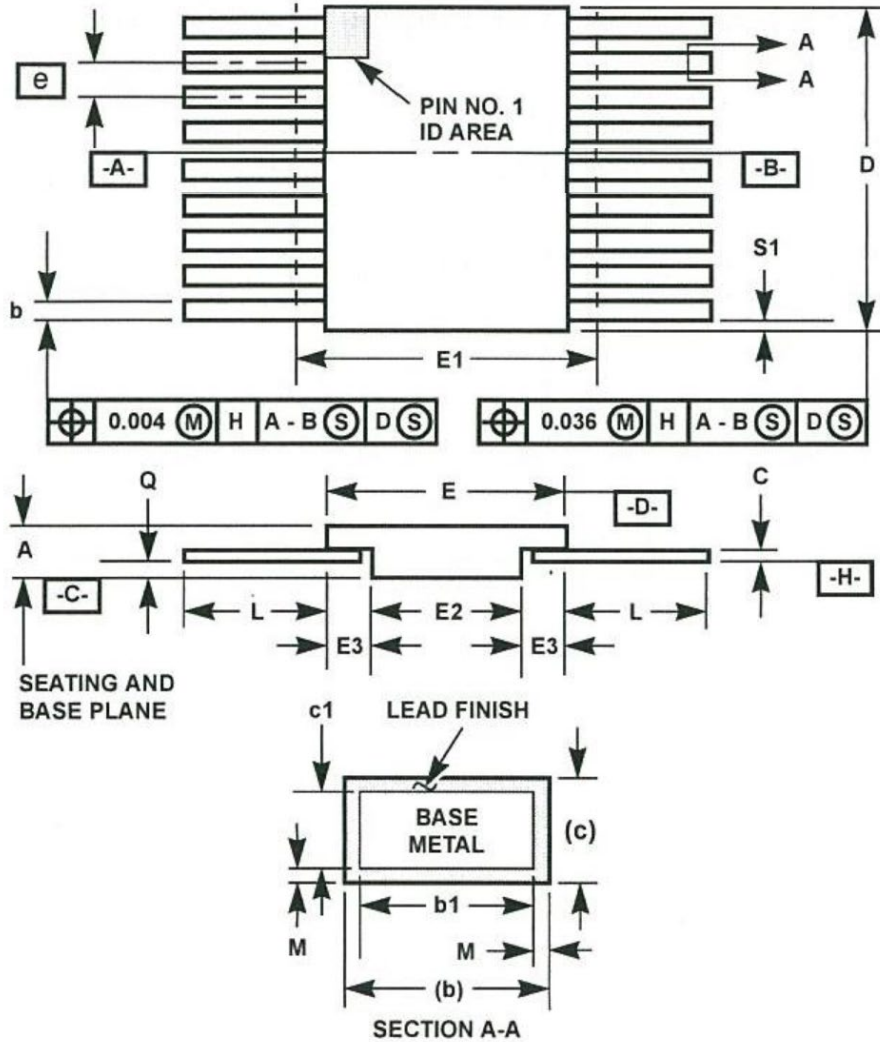 A
e
A
PIN NO. 1
ID AREA
-A-
-B-
D
S1
b
E1
⌖ 0.004 Ⓜ H A - B Ⓢ D Ⓢ
⌖ 0.036 Ⓜ H A - B Ⓢ D Ⓢ
Q
C
E
-D-
A
-C-
-H-
L
E2
L
E3
E3
SEATING AND
BASE PLANE
c1
LEAD FINISH
BASE
METAL
(c)
b1
M
M
(b)
SECTION A-A